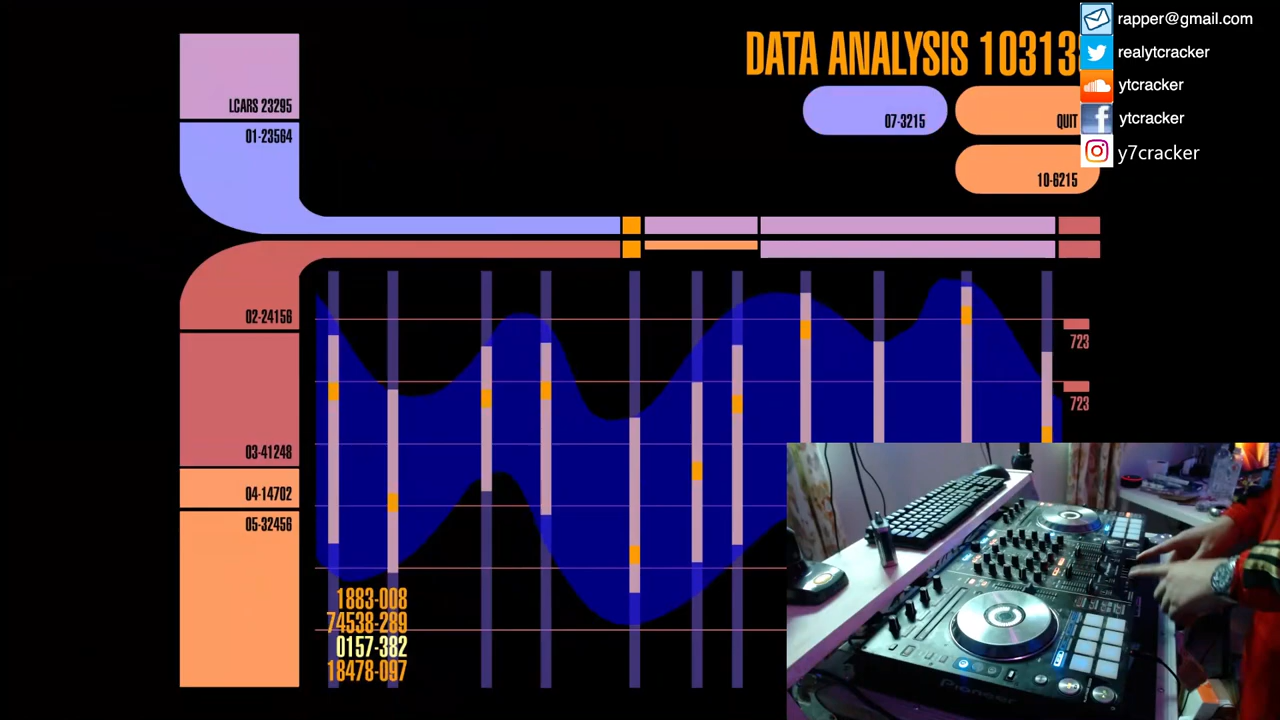 rapper@gmail.com
DATA ANALYSIS 10313
realytcracker
ytcracker
LCARS 23295
07-3215
QUIT
ytcracker
01-23564
y7cracker
10-6215
02-24156
723
723
03-41248
04-14702
05-32456
1883-008
74538-289
0157-382
18478-097
Pioneer